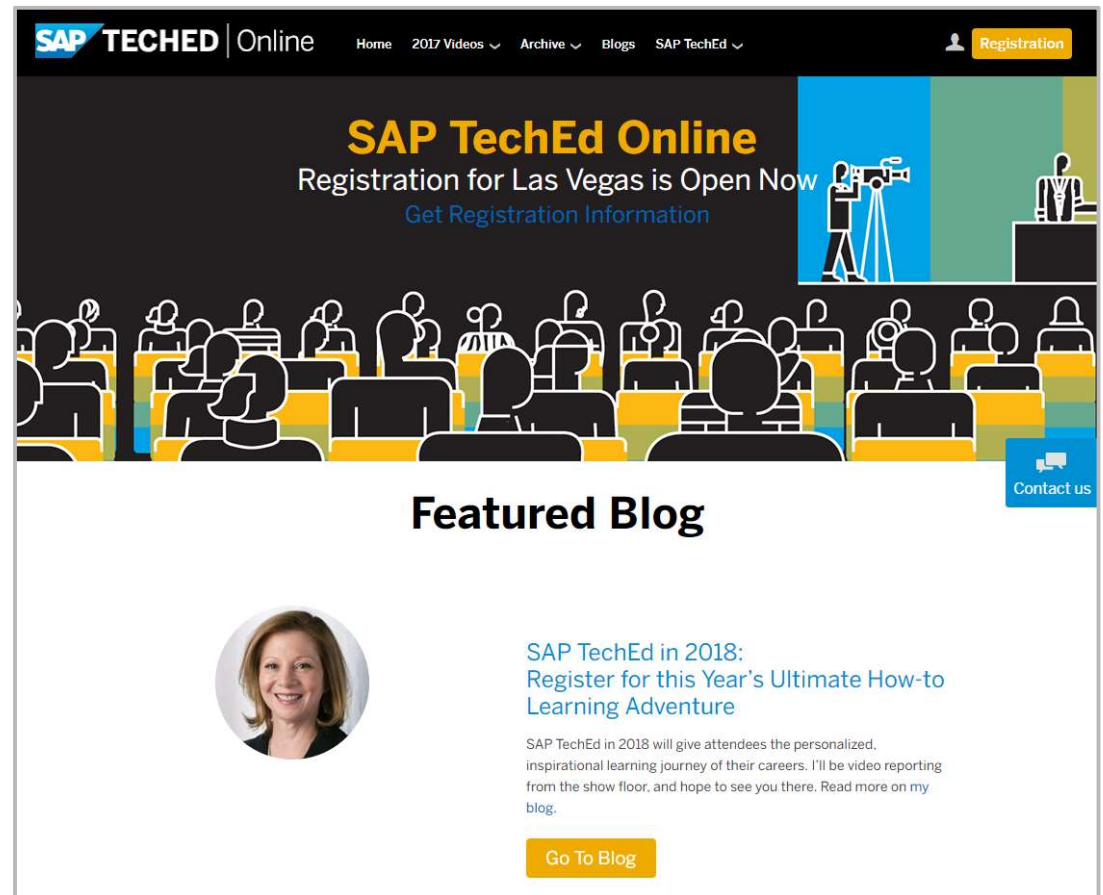 SAP TECHED Online
Home 2017 Videos Archive Blogs SAP TechEd Registration
SAP TechEd Online
Registration for Las Vegas is Open Now
Get Registration Information
Contact us
Featured Blog
SAP TechEd in 2018:
Register for this Year's Ultimate How-to
Learning Adventure
SAP TechEd in 2018 will give attendees the personalized,
inspirational learning journey of their careers. I'll be video reporting
from the show floor, and hope to see you there. Read more on my
blog.
Go To Blog